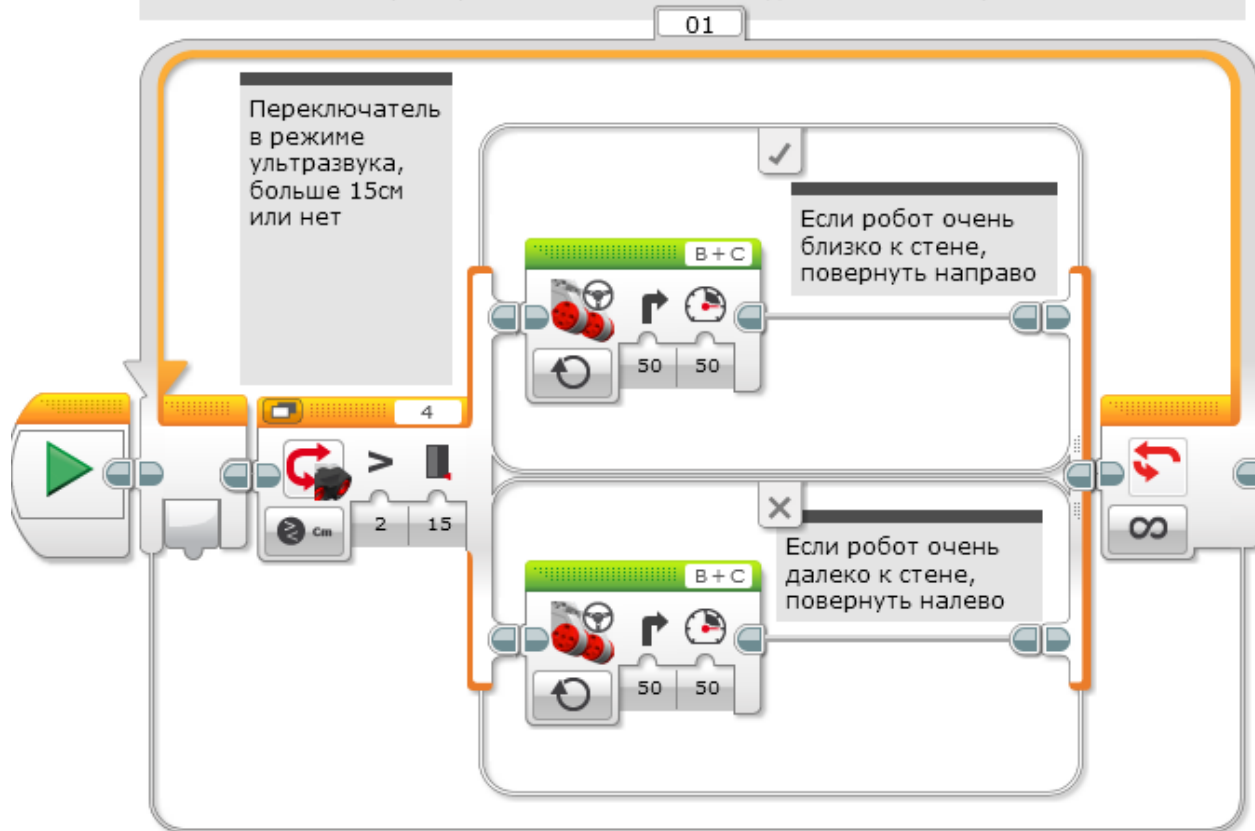 01
Переключатель
в режиме
ультразвука,
больше 15см
или нет
Если робот очень
близко к стене,
повернуть направо
B+C
50 50
4
>
Cm
2 15
∞
Если робот очень
далеко к стене,
повернуть налево
B+C
50 50